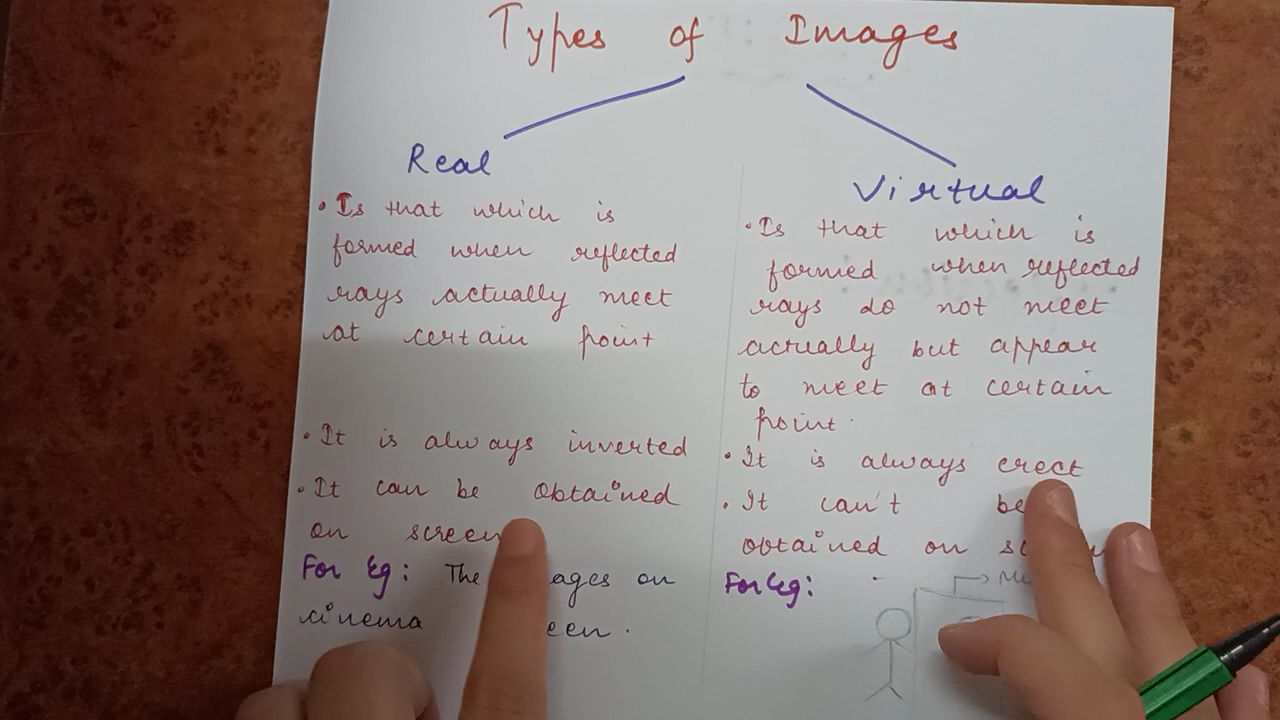 Types of Images
Real
• Is that which is
formed when reflected
rays actually meet
at certain point
• It is always inverted
• It can be obtained
on screen
For Eg: The ages on
cinema een.
Virtual
• Is that which is
formed when reflected
rays do not meet
actually but appear
to meet at certain
point.
• It is always erect
• It can't be
obtained on
For Eg: